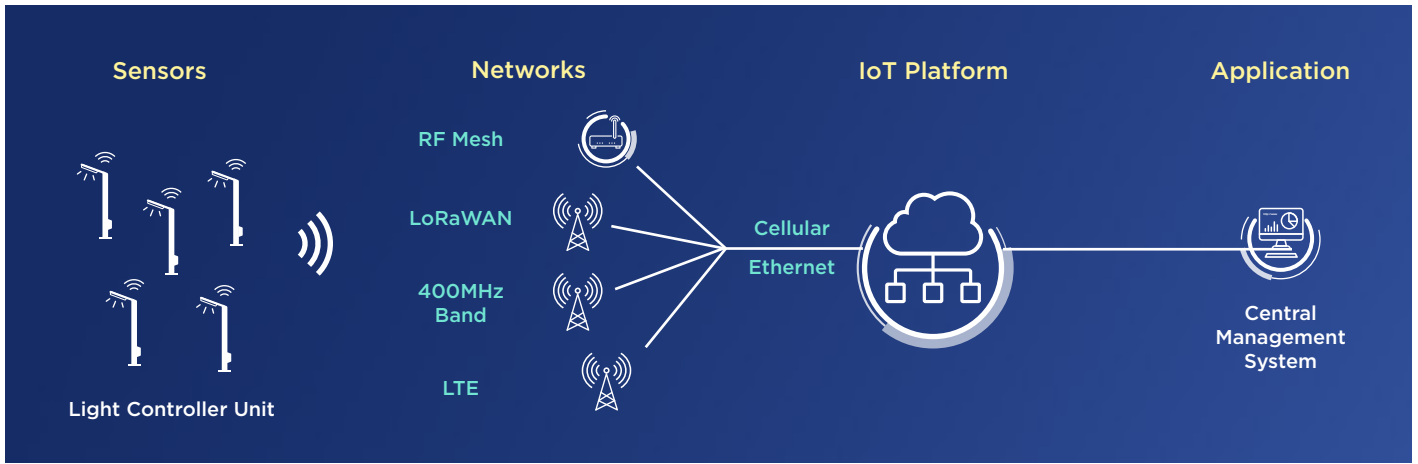 Sensors
Networks
IoT Platform
Application
RF Mesh
LoRaWAN
400MHz
Band
LTE
Cellular
Ethernet
Light Controller Unit
Central
Management
System